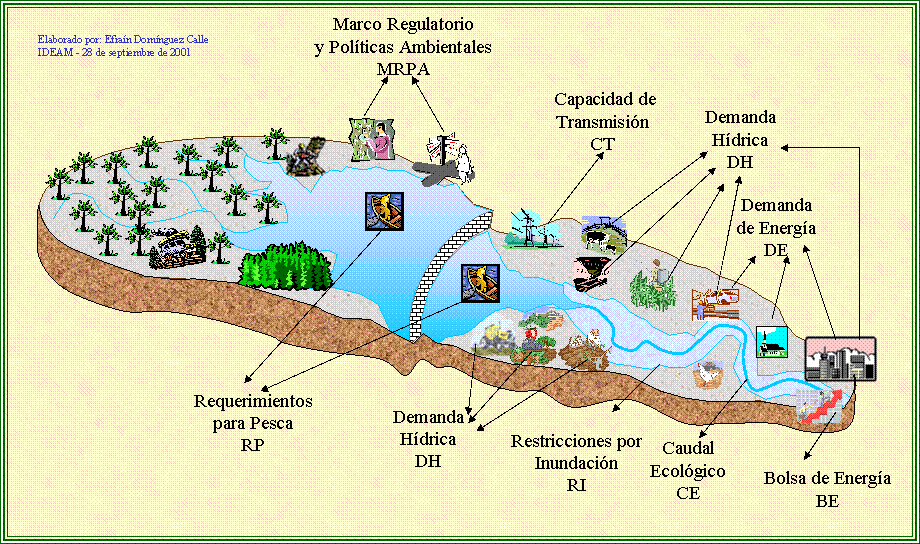 Elaborado por: Efraín Domínguez Calle
IDEAM - 28 de septiembre de 2001
Marco Regulatorio
y Políticas Ambientales
MRPA
Capacidad de
Transmisión
CT
Demanda
Hídrica
DH
Demanda
de Energía
DE
Requerimientos
para Pesca
RP
Demanda
Hídrica
DH
Restricciones por
Inundación
RI
Caudal
Ecológico
CE
Bolsa de Energía
BE